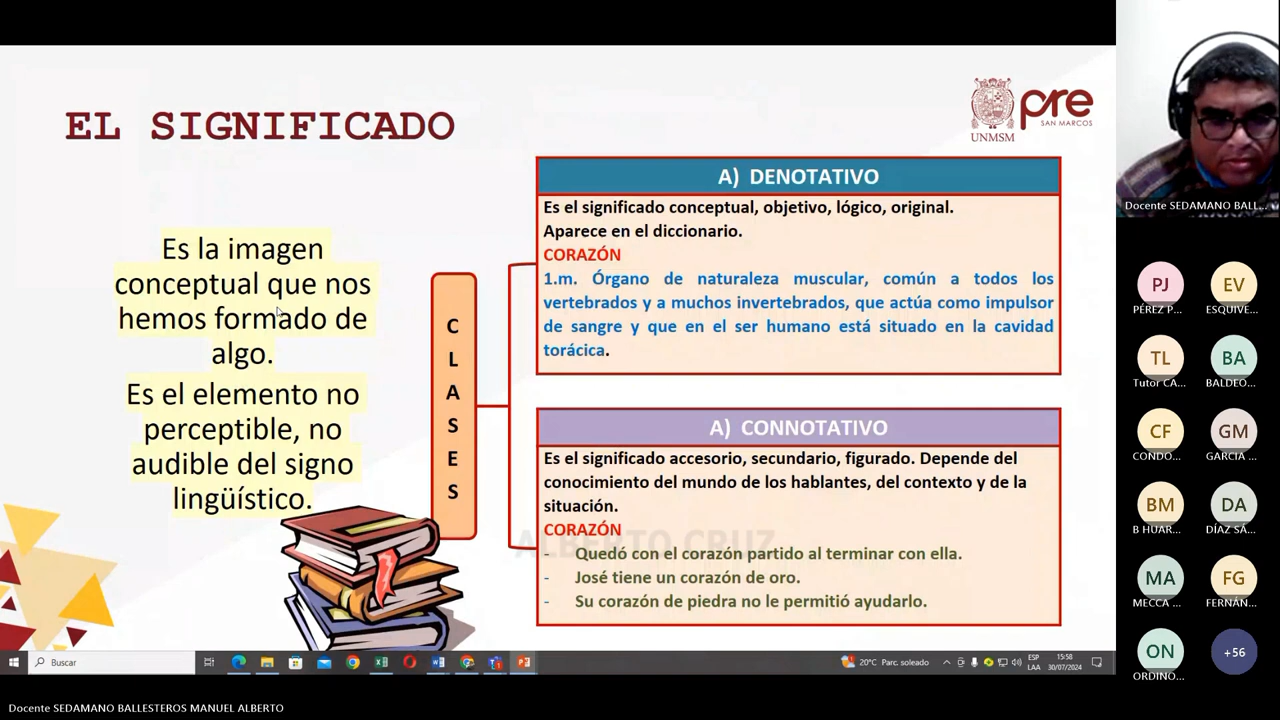 EL SIGNIFICADO
UNMSM
pre
SAN MARCOS
Es la imagen
conceptual que nos
hemos formado de
algo.
Es el elemento no
perceptible, no
audible del signo
lingüístico.
C
L
A
S
E
S
A) DENOTATIVO
Es el significado conceptual, objetivo, lógico, original.
Aparece en el diccionario.
CORAZÓN
1.m. Órgano de naturaleza muscular, común a todos los
vertebrados y a muchos invertebrados, que actúa como impulsor
de sangre y que en el ser humano está situado en la cavidad
torácica.
A) CONNOTATIVO
Es el significado accesorio, secundario, figurado. Depende del
conocimiento del mundo de los hablantes, del contexto y de la
situación.
CORAZÓN
ALBERTO CRUZ
- Quedó con el corazón partido al terminar con ella.
- José tiene un corazón de oro.
- Su corazón de piedra no le permitió ayudarlo.
Buscar
20°C Parc. soleado
ESP
LAA
15:58
30/07/2024
Docente SEDAMANO BALL...
PJ
PÉREZ P...
EV
ESQUIVE...
TL
Tutor CA...
BA
BALDEO...
CF
CONDO...
GM
GARCIA ...
BM
B HUAR...
DA
DÍAZ SÁ...
MA
MECCA ...
FG
FERNÁN...
ON
ORDINO...
+56
Docente SEDAMANO BALLESTEROS MANUEL ALBERTO